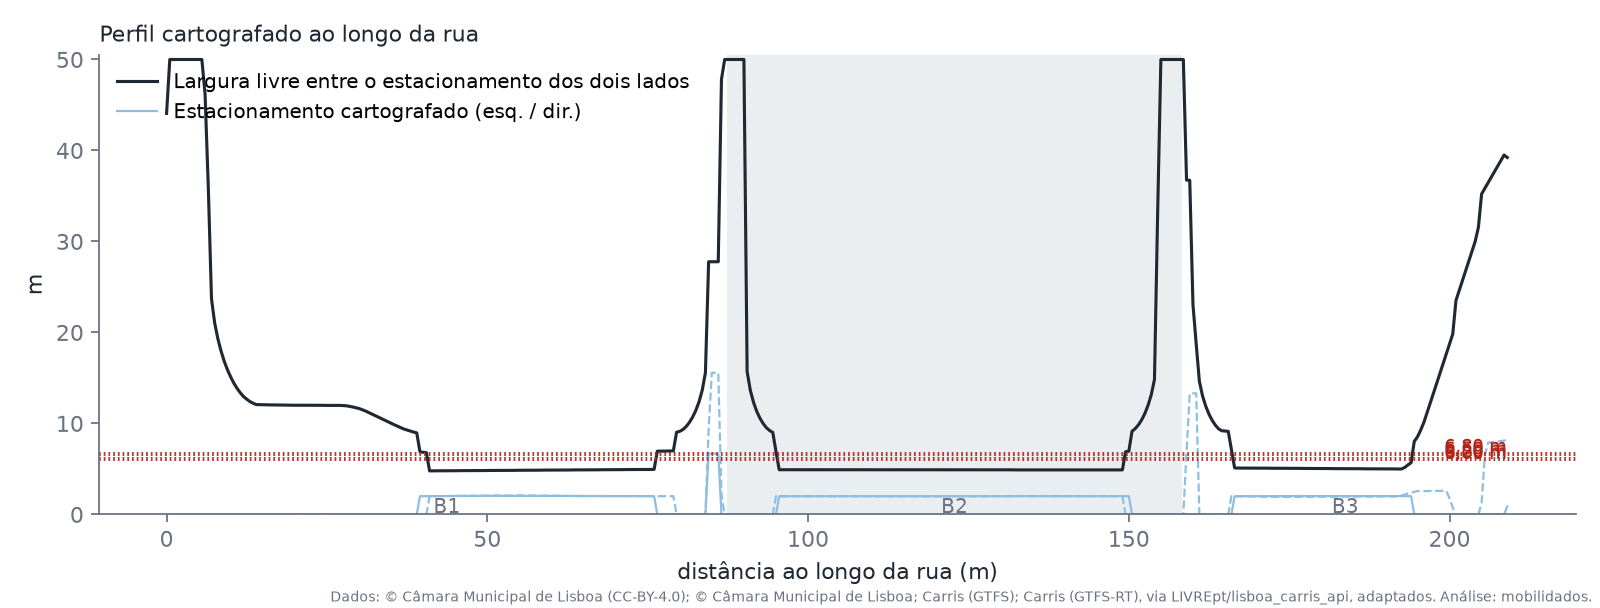 Perfil cartografado ao longo da rua
Largura livre entre o estacionamento dos dois lados
Estacionamento cartografado (esq. / dir.)
m
50
40
30
20
10
0
6.80 m
B1
B2
B3
0
50
100
150
200
distância ao longo da rua (m)
Dados: © Câmara Municipal de Lisboa (CC-BY-4.0); © Câmara Municipal de Lisboa; Carris (GTFS); Carris (GTFS-RT), via LIVREpt/lisboa_carris_api, adaptados. Análise: mobilidados.